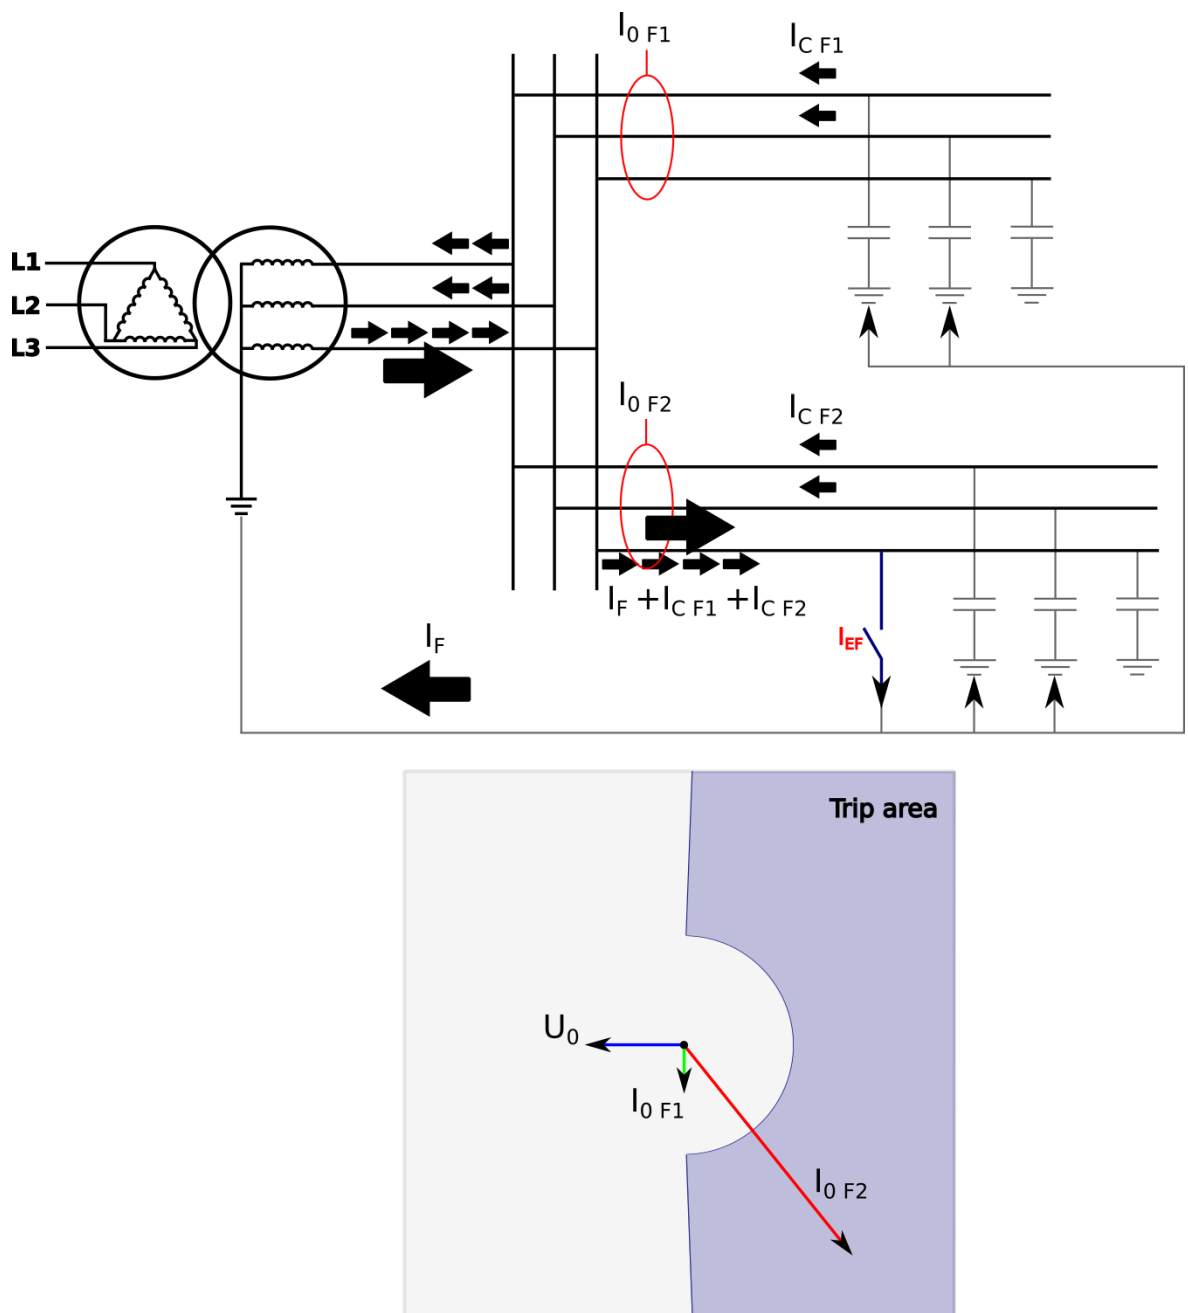 I0 F1
IC F1
L1
L2
L3
I0 F2
IC F2
IF +IC F1 +IC F2
IF
IEF
Trip area
U0
I0 F1
I0 F2